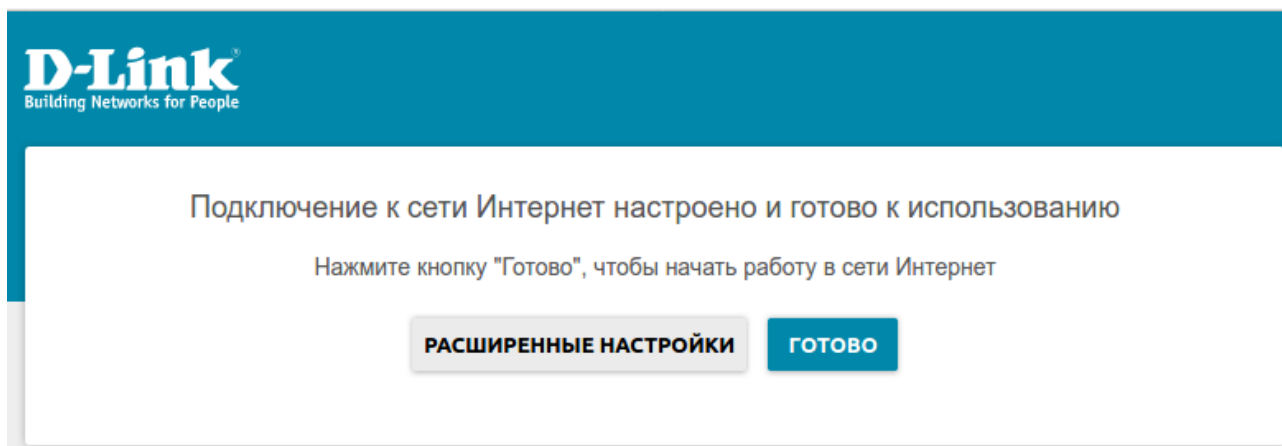 D-Link®
Building Networks for People
Подключение к сети Интернет настроено и готово к использованию
Нажмите кнопку "Готово", чтобы начать работу в сети Интернет
РАСШИРЕННЫЕ НАСТРОЙКИ ГОТОВО